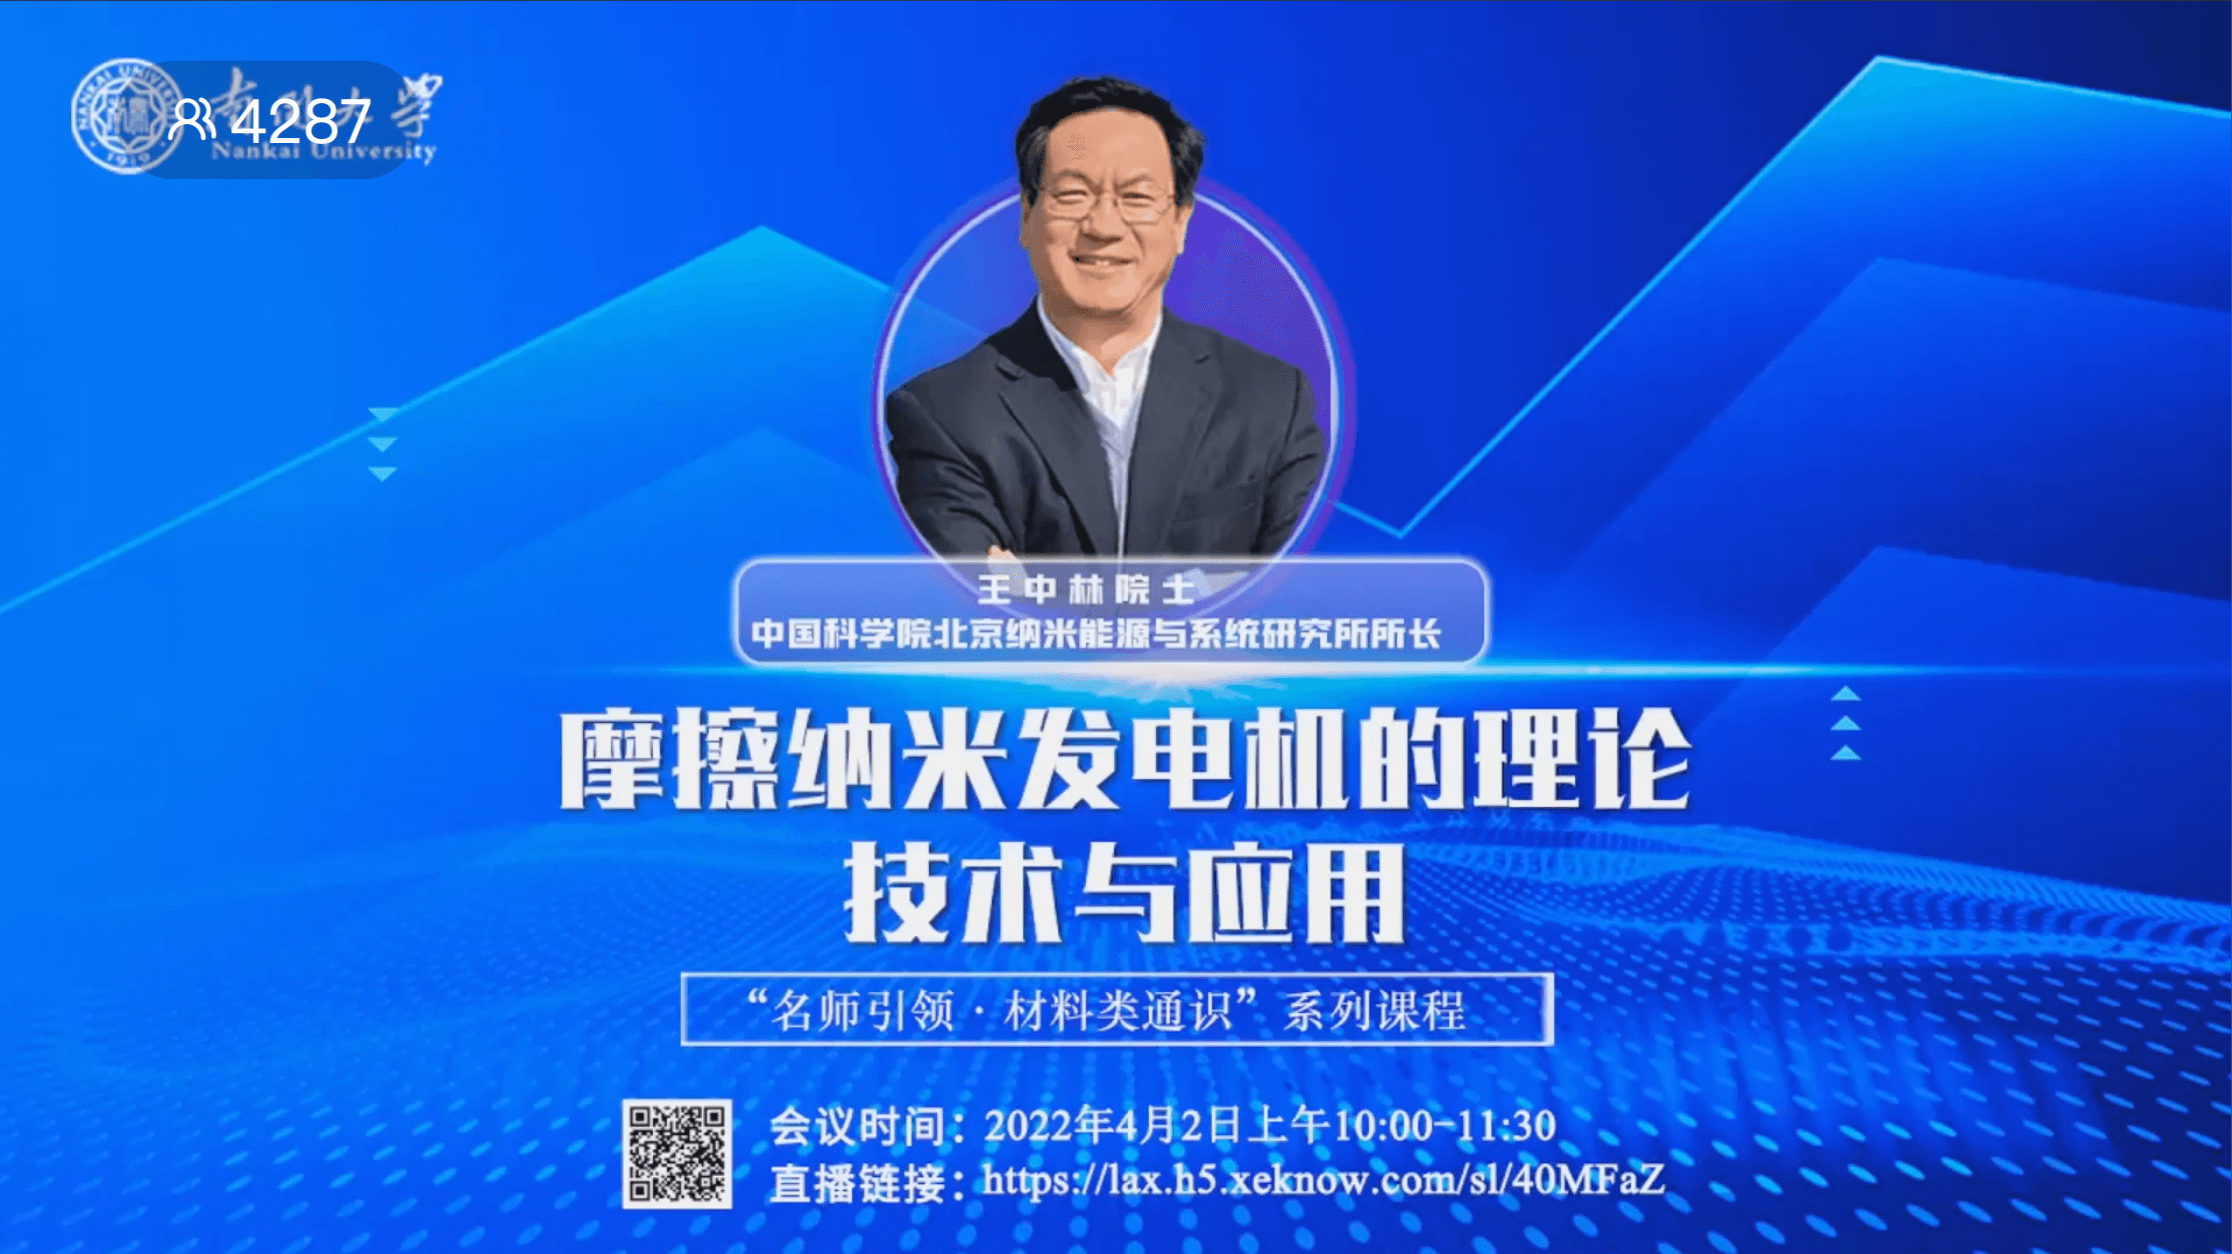 NANKAI UNIVERSITY
1919
4287
Nankai University
王中林院士
中国科学院北京纳米能源与系统研究所所长
摩擦纳米发电机的理论
技术与应用
“名师引领·材料类通识”系列课程
会议时间：2022年4月2日上午10:00-11:30
直播链接：https://lax.h5.xeknow.com/sl/40MFaZ